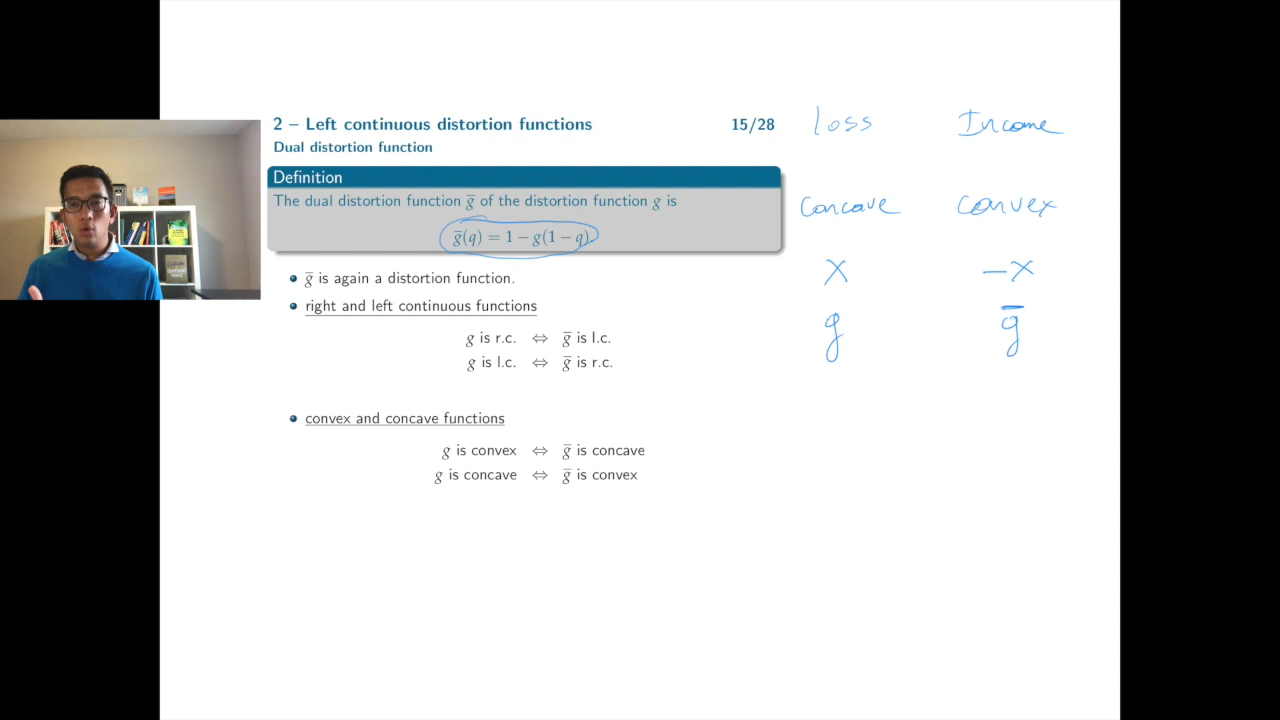 2 – Left continuous distortion functions 15/28
Dual distortion function
Definition
The dual distortion function g̅ of the distortion function g is
g̅(q) = 1 − g(1 − q)
• g̅ is again a distortion function.
• right and left continuous functions
g is r.c. ⇔ g̅ is l.c.
g is l.c. ⇔ g̅ is r.c.
• convex and concave functions
g is convex ⇔ g̅ is concave
g is concave ⇔ g̅ is convex
loss Income
concave convex
X −X
g g̅